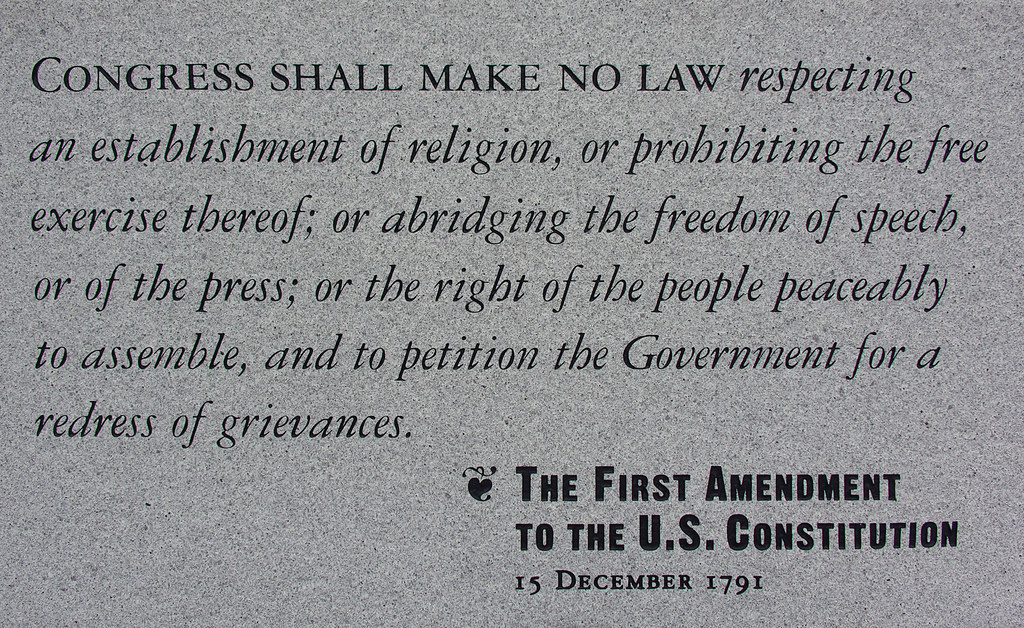 CONGRESS SHALL MAKE NO LAW respecting
an establishment of religion, or prohibiting the free
exercise thereof; or abridging the freedom of speech,
or of the press; or the right of the people peaceably
to assemble, and to petition the Government for a
redress of grievances.
❦ THE FIRST AMENDMENT
TO THE U.S. CONSTITUTION
15 DECEMBER 1791